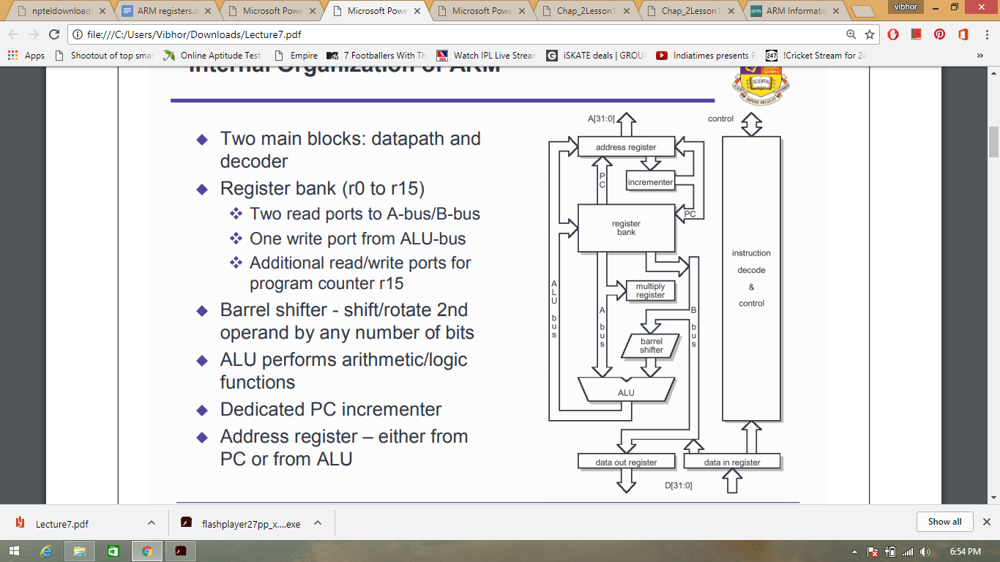 npteldownloads
ARM registers.d
Microsoft Powe
Microsoft Powe
Microsoft Powe
Chap_2Lesson1
Chap_2Lesson1
arm ARM Informatic
vibhor
file:///C:/Users/Vibhor/Downloads/Lecture7.pdf
Apps
Shootout of top smar
Online Aptitude Test
Empire
7 Footballers With Th
Watch IPL Live Strean
iSKATE deals | GROUP
Indiatimes presents P
247 !Cricket Stream for 24
»
Internal Organization of ARM
SCIENTIA
Two main blocks: datapath and
decoder
Register bank (r0 to r15)
Two read ports to A-bus/B-bus
One write port from ALU-bus
Additional read/write ports for
program counter r15
Barrel shifter - shift/rotate 2nd
operand by any number of bits
ALU performs arithmetic/logic
functions
Dedicated PC incrementer
Address register – either from
PC or from ALU
A[31:0]
control
address register
PC
incrementer
PC
register
bank
instruction
decode
&
control
multiply
register
ALU bus
A bus
B bus
barrel
shifter
ALU
data out register
data in register
D[31:0]
Lecture7.pdf
flashplayer27pp_x....exe
Show all
6:54 PM